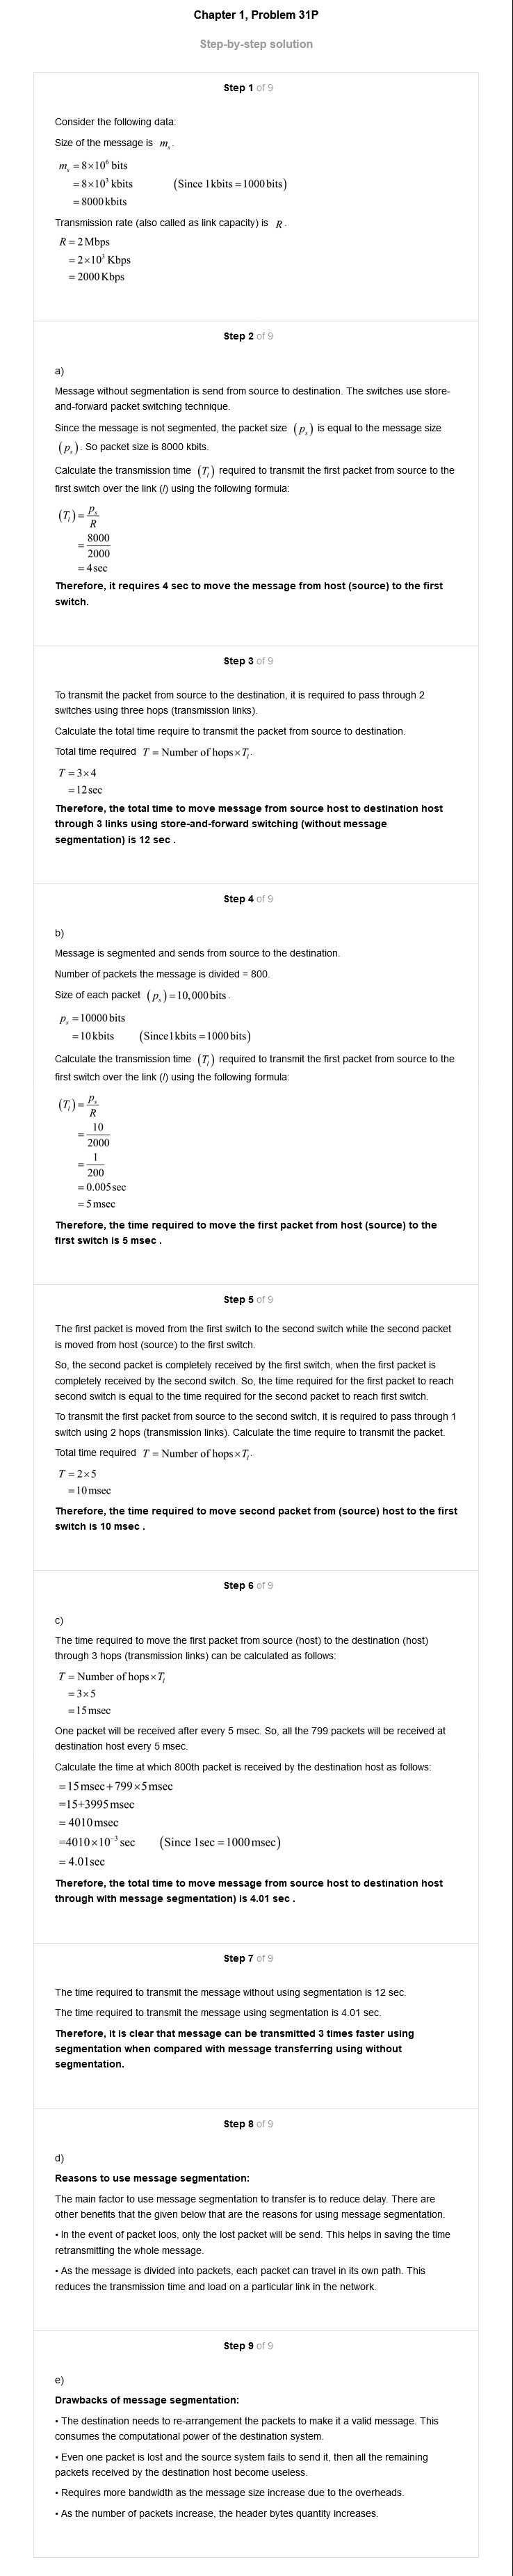 Chapter 1, Problem 31P
Step-by-step solution
Step 1 of 9
Consider the following data:
Size of the message is m_s.
m_s = 8×10^6 bits
= 8×10^3 kbits (Since 1kbits = 1000 bits)
= 8000 kbits
Transmission rate (also called as link capacity) is R.
R = 2 Mbps
= 2×10^3 Kbps
= 2000 Kbps
Step 2 of 9
a)
Message without segmentation is send from source to destination. The switches use store-
and-forward packet switching technique.
Since the message is not segmented, the packet size (p_s) is equal to the message size
(p_s). So packet size is 8000 kbits.
Calculate the transmission time (T_l) required to transmit the first packet from source to the
first switch over the link (l) using the following formula:
(T_l) = p_s/R
= 8000/2000
= 4 sec
Therefore, it requires 4 sec to move the message from host (source) to the first
switch.
Step 3 of 9
To transmit the packet from source to the destination, it is required to pass through 2
switches using three hops (transmission links).
Calculate the total time require to transmit the packet from source to destination.
Total time required T = Number of hops×T_l.
T = 3×4
= 12 sec
Therefore, the total time to move message from source host to destination host
through 3 links using store-and-forward switching (without message
segmentation) is 12 sec .
Step 4 of 9
b)
Message is segmented and sends from source to the destination.
Number of packets the message is divided = 800.
Size of each packet (p_s) = 10,000 bits.
p_s = 10000 bits
= 10 kbits (Since1kbits = 1000 bits)
Calculate the transmission time (T_l) required to transmit the first packet from source to the
first switch over the link (l) using the following formula:
(T_l) = p_s/R
= 10/2000
= 1/200
= 0.005 sec
= 5 msec
Therefore, the time required to move the first packet from host (source) to the
first switch is 5 msec .
Step 5 of 9
The first packet is moved from the first switch to the second switch while the second packet
is moved from host (source) to the first switch.
So, the second packet is completely received by the first switch, when the first packet is
completely received by the second switch. So, the time required for the first packet to reach
second switch is equal to the time required for the second packet to reach first switch.
To transmit the first packet from source to the second switch, it is required to pass through 1
switch using 2 hops (transmission links). Calculate the time require to transmit the packet.
Total time required T = Number of hops×T_l.
T = 2×5
= 10 msec
Therefore, the time required to move second packet from (source) host to the first
switch is 10 msec .
Step 6 of 9
c)
The time required to move the first packet from source (host) to the destination (host)
through 3 hops (transmission links) can be calculated as follows:
T = Number of hops×T_l
= 3×5
= 15 msec
One packet will be received after every 5 msec. So, all the 799 packets will be received at
destination host every 5 msec.
Calculate the time at which 800th packet is received by the destination host as follows:
= 15 msec + 799×5 msec
=15+3995 msec
= 4010 msec
=4010×10^-3 sec (Since 1sec = 1000 msec)
= 4.01sec
Therefore, the total time to move message from source host to destination host
through with message segmentation) is 4.01 sec .
Step 7 of 9
The time required to transmit the message without using segmentation is 12 sec.
The time required to transmit the message using segmentation is 4.01 sec.
Therefore, it is clear that message can be transmitted 3 times faster using
segmentation when compared with message transferring using without
segmentation.
Step 8 of 9
d)
Reasons to use message segmentation:
The main factor to use message segmentation to transfer is to reduce delay. There are
other benefits that the given below that are the reasons for using message segmentation.
• In the event of packet loos, only the lost packet will be send. This helps in saving the time
retransmitting the whole message.
• As the message is divided into packets, each packet can travel in its own path. This
reduces the transmission time and load on a particular link in the network.
Step 9 of 9
e)
Drawbacks of message segmentation:
• The destination needs to re-arrangement the packets to make it a valid message. This
consumes the computational power of the destination system.
• Even one packet is lost and the source system fails to send it, then all the remaining
packets received by the destination host become useless.
• Requires more bandwidth as the message size increase due to the overheads.
• As the number of packets increase, the header bytes quantity increases.